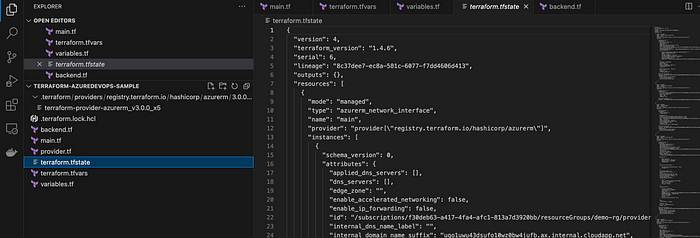 EXPLORER
...
OPEN EDITORS
main.tf
terraform.tfvars
variables.tf
terraform.tfstate
backend.tf
TERRAFORM-AZUREDEVOPS-SAMPLE
.terraform / providers / registry.terraform.io / hashicorp / azurerm / 3.0.0...
terraform-provider-azurerm_v3.0.0_x5
.terraform.lock.hcl
backend.tf
main.tf
provider.tf
terraform.tfstate
terraform.tfvars
variables.tf
main.tf
terraform.tfvars
variables.tf
terraform.tfstate
backend.tf
terraform.tfstate
1 {
2 "version": 4,
3 "terraform_version": "1.4.6",
4 "serial": 6,
5 "lineage": "8c37dee7-ec8a-581c-6077-f7dd4606d413",
6 "outputs": {},
7 "resources": [
8 {
9 "mode": "managed",
10 "type": "azurerm_network_interface",
11 "name": "main",
12 "provider": "provider[\"registry.terraform.io/hashicorp/azurerm\"]",
13 "instances": [
14 {
15 "schema_version": 0,
16 "attributes": {
17 "applied_dns_servers": [],
18 "dns_servers": [],
19 "edge_zone": "",
20 "enable_accelerated_networking": false,
21 "enable_ip_forwarding": false,
22 "id": "/subscriptions/f30deb63-a417-4fa4-afc1-813a7d3920bb/resourceGroups/demo-rg/provider
23 "internal_dns_name_label": "",
24 "internal_domain_name_suffix": "uqo1uwu43dsufo10wz0bw4jufb.ax.internal.cloudapp.net",